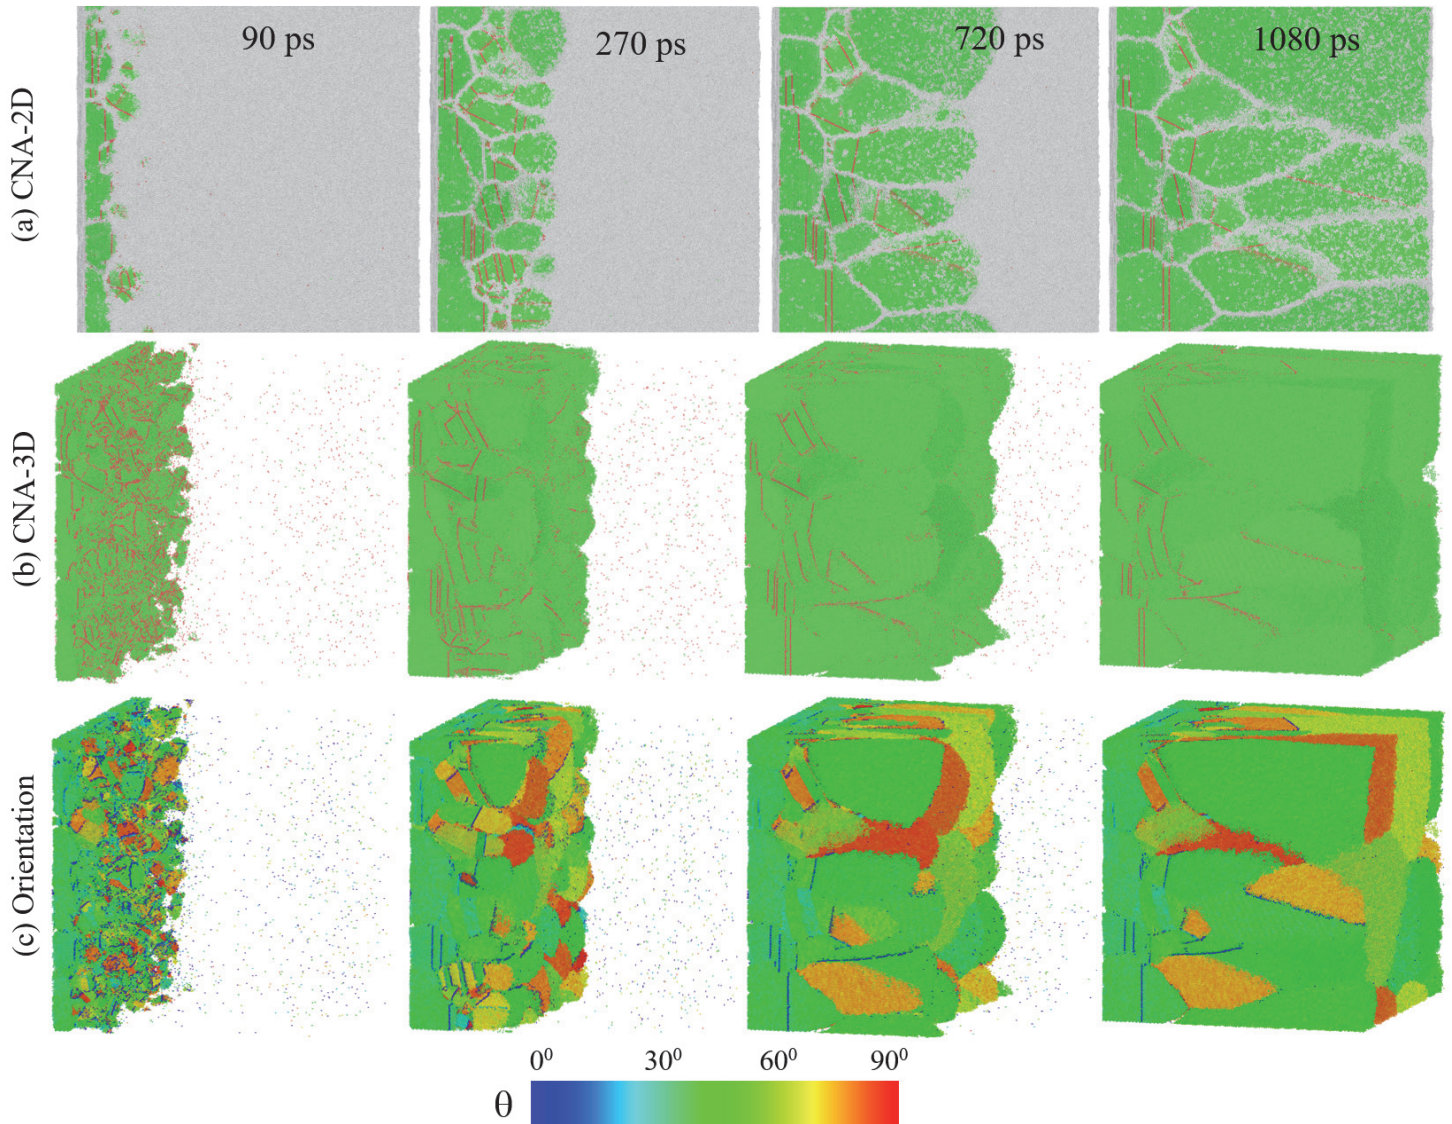 90 ps
270 ps
720 ps
1080 ps
(a) CNA-2D
(b) CNA-3D
(c) Orientation
0⁰ 30⁰ 60⁰ 90⁰
θ